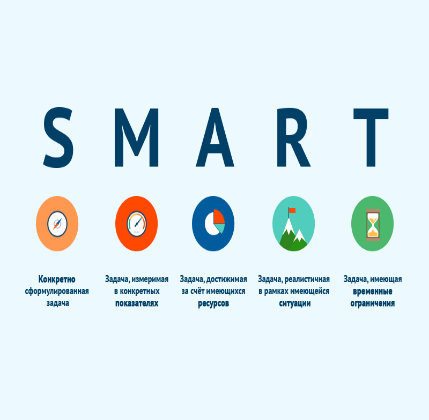 S M A R T
Конкретно
сформулированная
задача
Задача, измеримая
в конкретных
показателях
Задача, достижимая
за счёт имеющихся
ресурсов
Задача, реалистичная
в рамках имеющейся
ситуации
Задача, имеющая
временные
ограничения